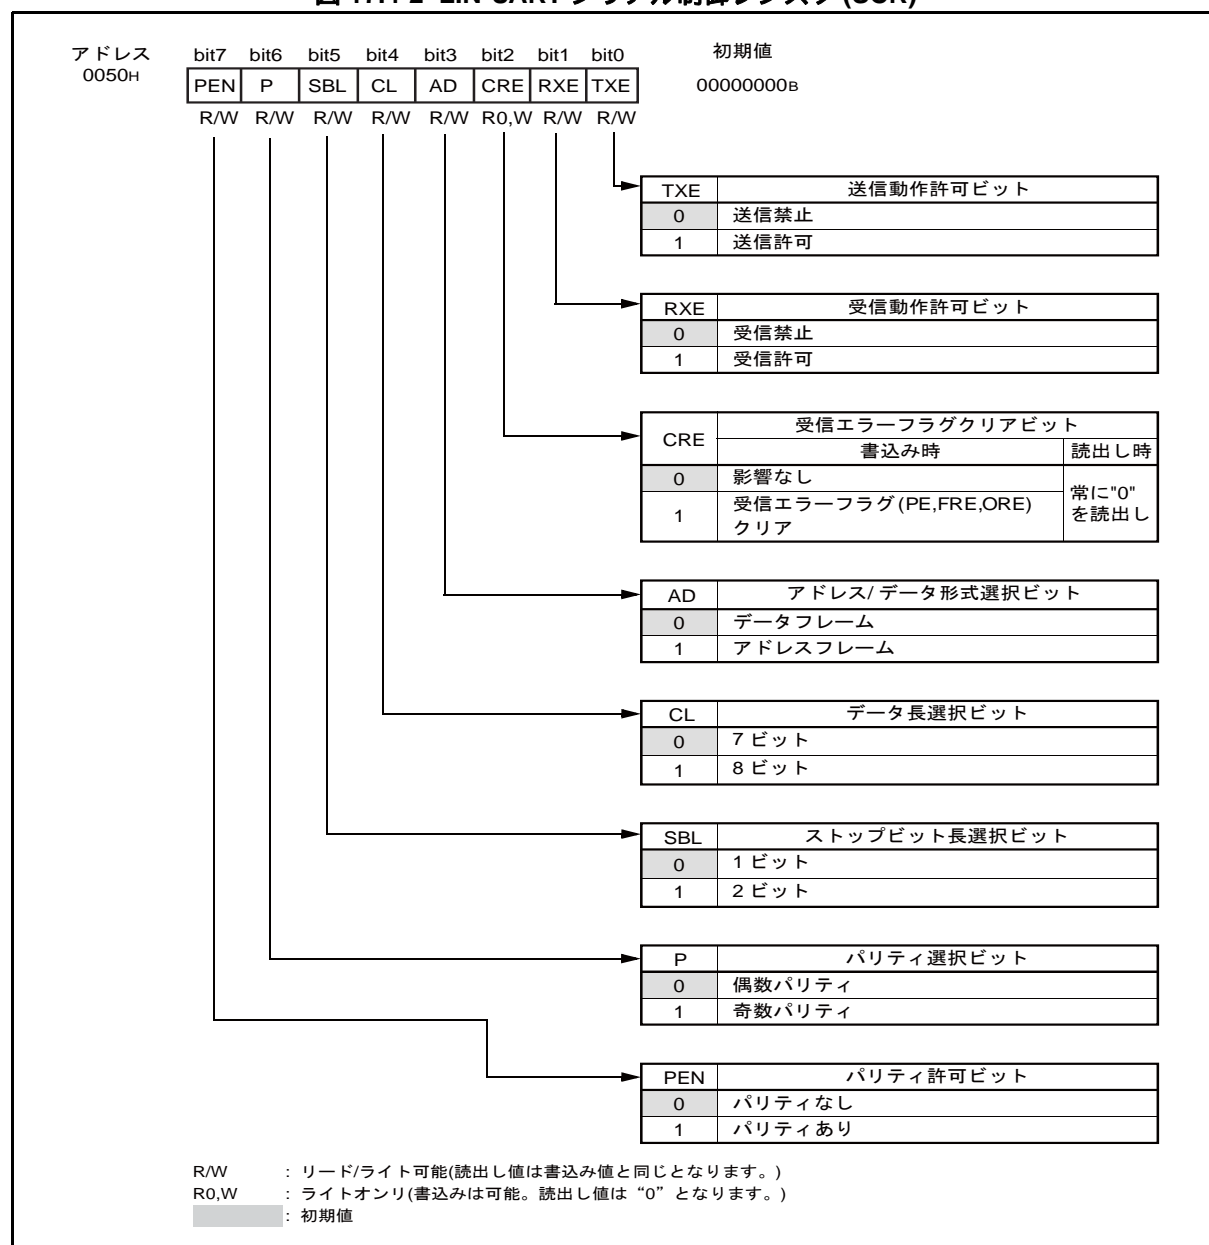 アドレス bit7 bit6 bit5 bit4 bit3 bit2 bit1 bit0 初期値
0050H PEN P SBL CL AD CRE RXE TXE 00000000B
R/W R/W R/W R/W R/W R0,W R/W R/W
TXE 送信動作許可ビット
0 送信禁止
1 送信許可
RXE 受信動作許可ビット
0 受信禁止
1 受信許可
CRE 受信エラーフラグクリアビット
書込み時 読出し時
0 影響なし 常に"0"
を読出し
1 受信エラーフラグ(PE,FRE,ORE)
クリア
AD アドレス/データ形式選択ビット
0 データフレーム
1 アドレスフレーム
CL データ長選択ビット
0 7 ビット
1 8 ビット
SBL ストップビット長選択ビット
0 1 ビット
1 2 ビット
P パリティ選択ビット
0 偶数パリティ
1 奇数パリティ
PEN パリティ許可ビット
0 パリティなし
1 パリティあり
R/W : リード/ライト可能(読出し値は書込み値と同じとなります。)
R0,W : ライトオンリ(書込みは可能。読出し値は“0”となります。)
: 初期値